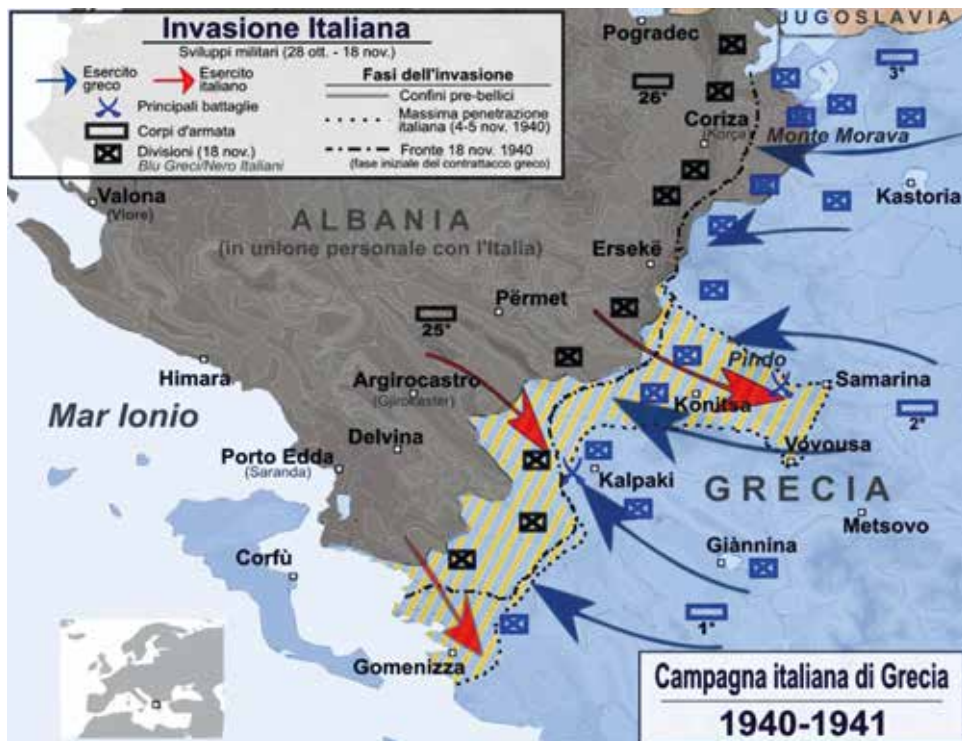 Invasione Italiana
Sviluppi militari (28 ott. - 18 nov.)
Esercito
greco
Esercito
italiano
Principali battaglie
Corpi d'armata
Divisioni (18 nov.)
Blu Greci/Nero Italiani
Fasi dell'invasione
Confini pre-bellici
Massima penetrazione
italiana (4-5 nov. 1940)
Fronte 18 nov. 1940
(fase iniziale del contrattacco greco)
JUGOSLAVIA
Pogradec
3°
26°
Coriza
(Korça)
Monte Morava
Kastoria
Valona
(Vlore)
ALBANIA
(in unione personale con l'Italia)
Ersekë
Përmet
25°
Himara
Argirocastro
(Gjirocaster)
Pindo
Samarina
Konitsa
2°
Mar Ionio
Delvina
Vovousa
Porto Edda
(Saranda)
Kalpaki
GRECIA
Metsovo
Corfù
Giànnina
1°
Gomenizza
Campagna italiana di Grecia
1940-1941